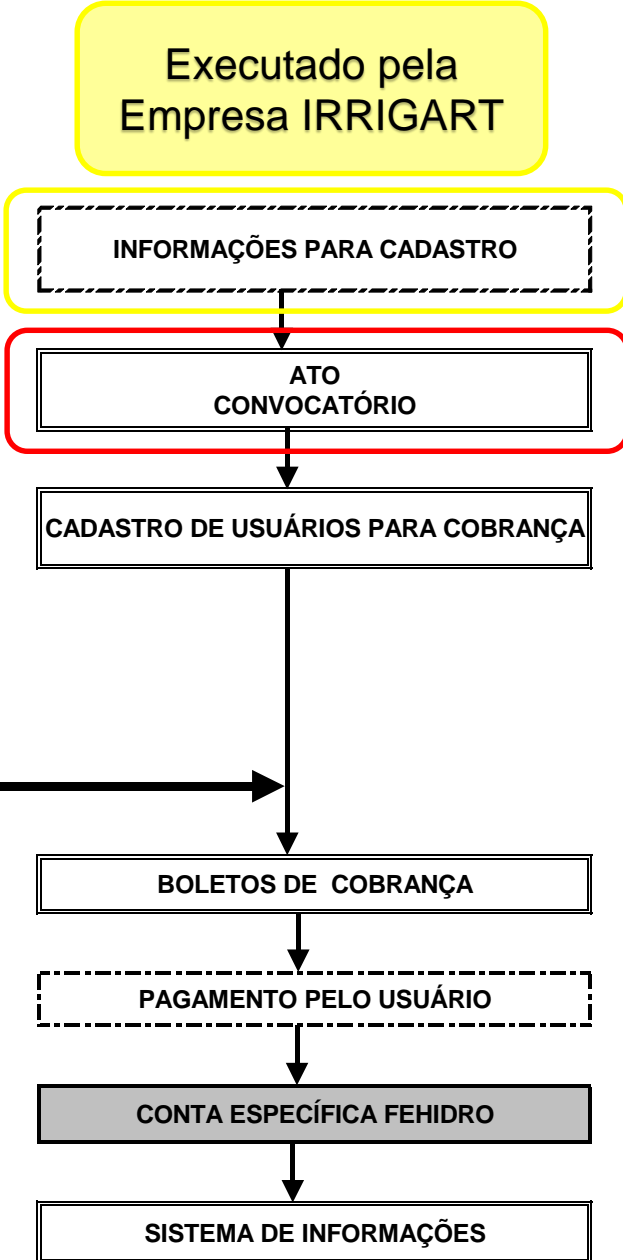 Executado pela
Empresa IRRIGART
INFORMAÇÕES PARA CADASTRO
ATO
CONVOCATÓRIO
CADASTRO DE USUÁRIOS PARA COBRANÇA
BOLETOS DE COBRANÇA
PAGAMENTO PELO USUÁRIO
CONTA ESPECÍFICA FEHIDRO
SISTEMA DE INFORMAÇÕES